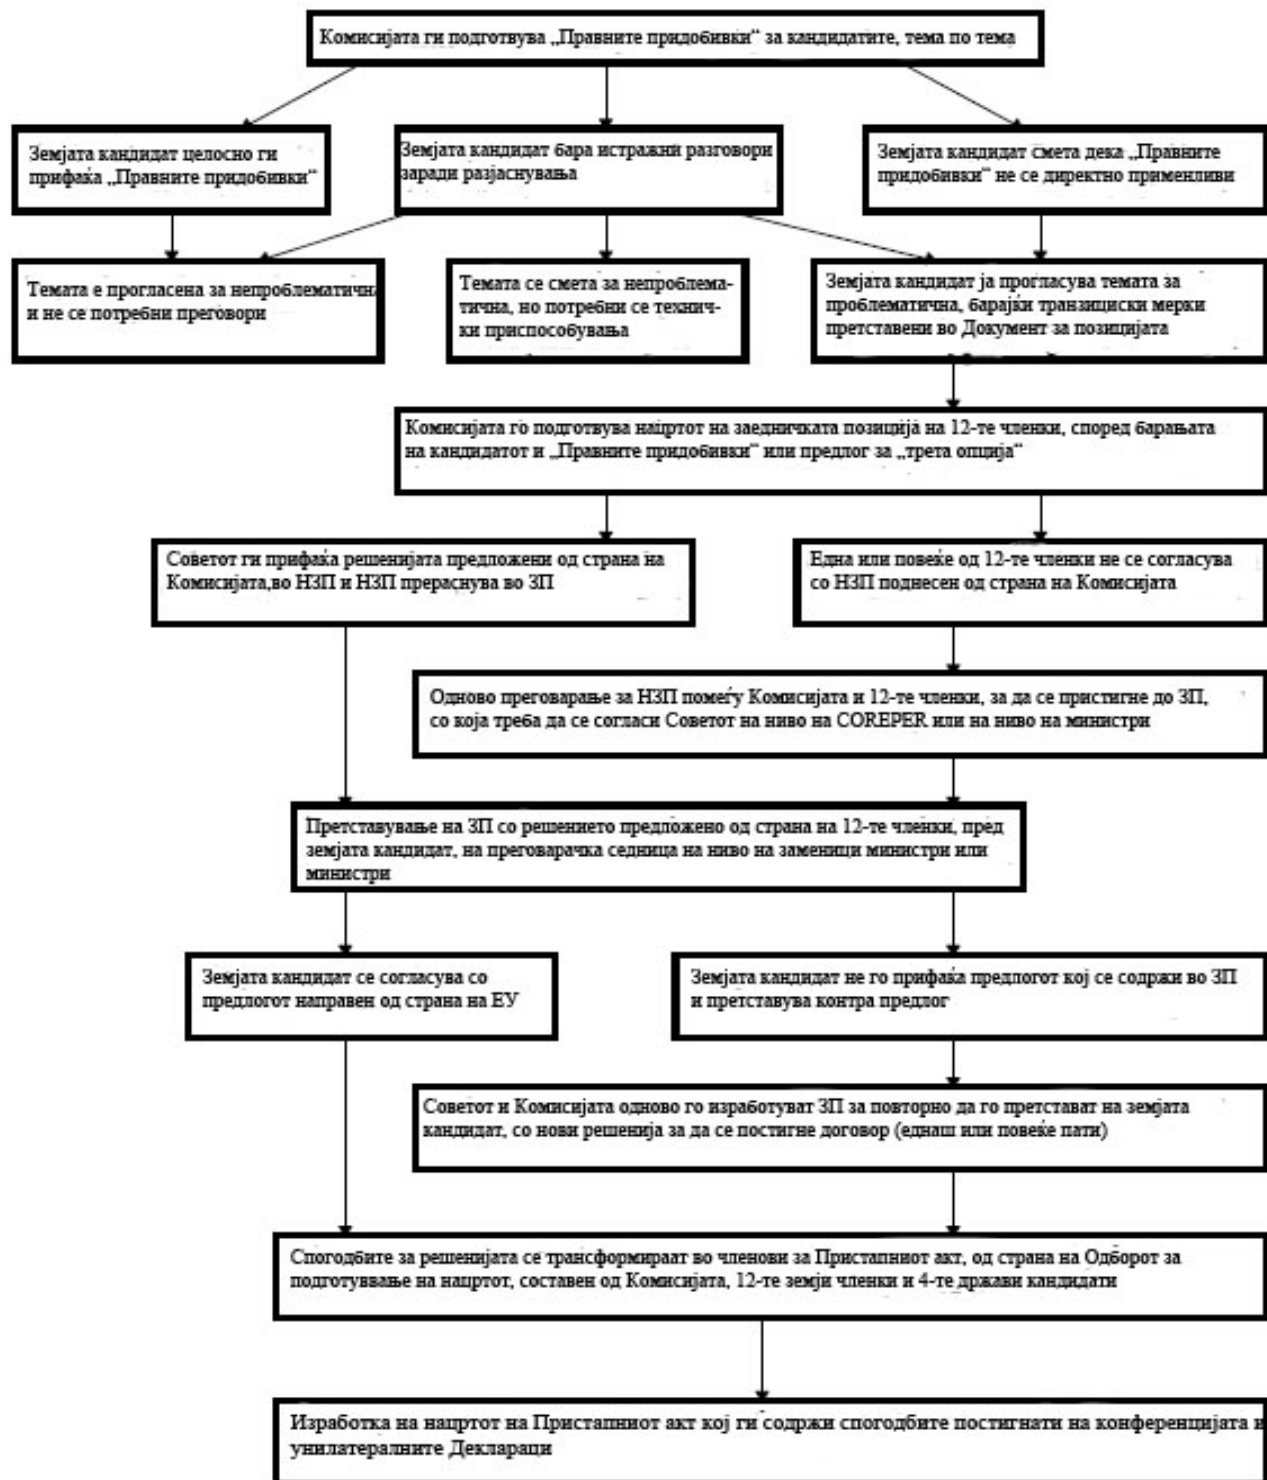 Комисијата ги подготвува „Правните придобивки“ за кандидатите, тема по тема
Земјата кандидат целосно ги
прифаќа „Правните придобивки“
Земјата кандидат бара истражни разговори
заради разјаснувања
Земјата кандидат смета дека „Правните
придобивки“ не се директно применливи
Темата е прогласена за непроблематична
и не се потребни преговори
Темата се смета за непроблема-
тична, но потребни се технич-
ки приспособувања
Земјата кандидат ја прогласува темата за
проблематична, барајќи транзициски мерки
претставени во Документ за позицијата
Комисијата го подготвува нацртот на заедничката позиција на 12-те членки, според барањата
на кандидатот и „Правните придобивки“ или предлог за „трета опција“
Советот ги прифаќа решенијата предложени од страна на
Комисијата,во НЗП и НЗП прераснува во ЗП
Една или повеќе од 12-те членки не се согласува
со НЗП поднесен од страна на Комисијата
Одново преговарање за НЗП помеѓу Комисијата и 12-те членки, за да се пристигне до ЗП,
со која треба да се согласи Советот на ниво на COREPER или на ниво на министри
Претставување на ЗП со решението предложено од страна на 12-те членки, пред
земјата кандидат, на преговарачка седница на ниво на заменици министри или
министри
Земјата кандидат се согласува со
предлогот направен од страна на ЕУ
Земјата кандидат не го прифаќа предлогот кој се содржи во ЗП
и претставува контра предлог
Советот и Комисијата одново го изработуват ЗП за повторно да го претстават на земјата
кандидат, со нови решенија за да се постигне договор (еднаш или повеќе пати)
Спогодбите за решенијата се трансформираат во членови за Пристапниот акт, од страна на Одборот за
подготуввање на нацртот, составен од Комисијата, 12-те земји членки и 4-те држави кандидати
Изработка на нацртот на Пристапниот акт кој ги содржи спогодбите постигнати на конференцијата и
унилатералните Деклараци